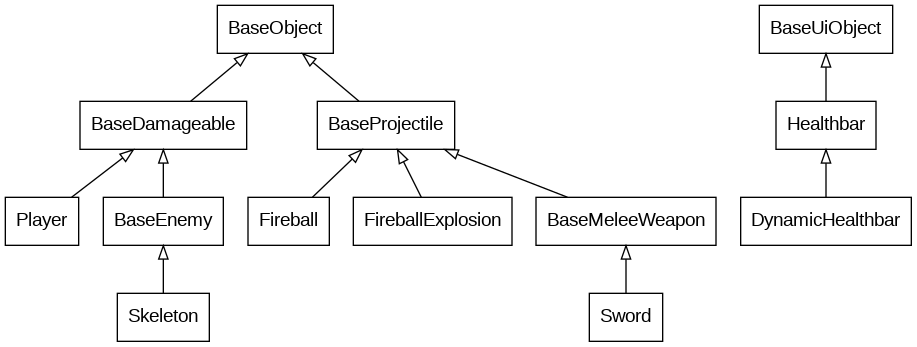 BaseObject
BaseUiObject
BaseDamageable
BaseProjectile
Healthbar
Player
BaseEnemy
Fireball
FireballExplosion
BaseMeleeWeapon
DynamicHealthbar
Skeleton
Sword